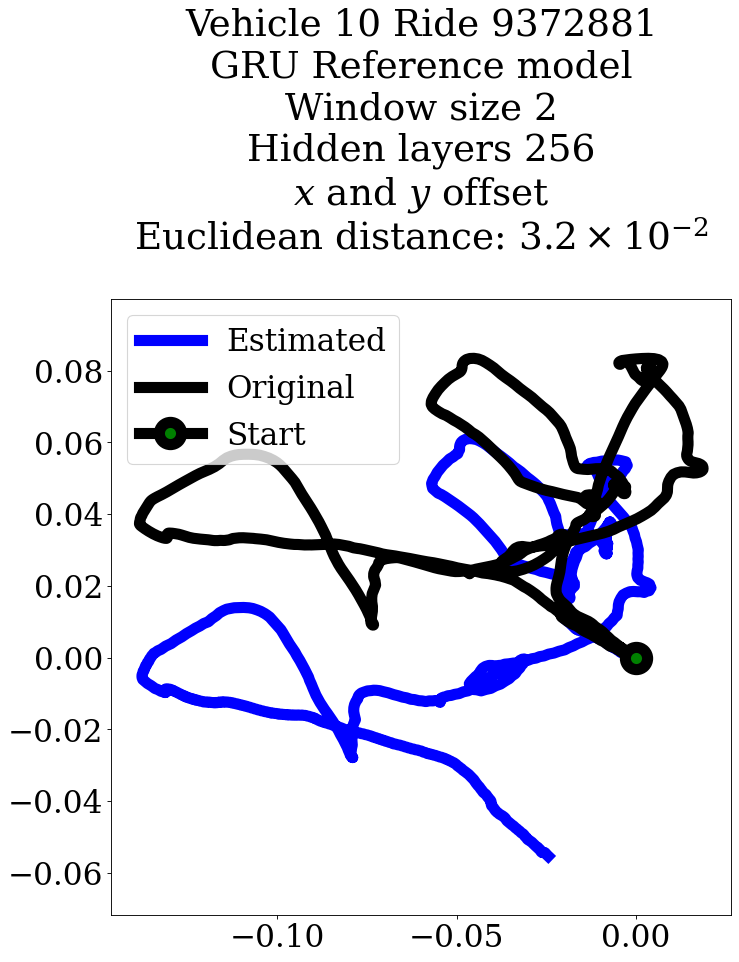 Vehicle 10 Ride 9372881
GRU Reference model
Window size 2
Hidden layers 256
x and y offset
Euclidean distance: 3.2 × 10⁻²
Estimated
Original
Start
0.08
0.06
0.04
0.02
0.00
−0.02
−0.04
−0.06
−0.10 −0.05 0.00